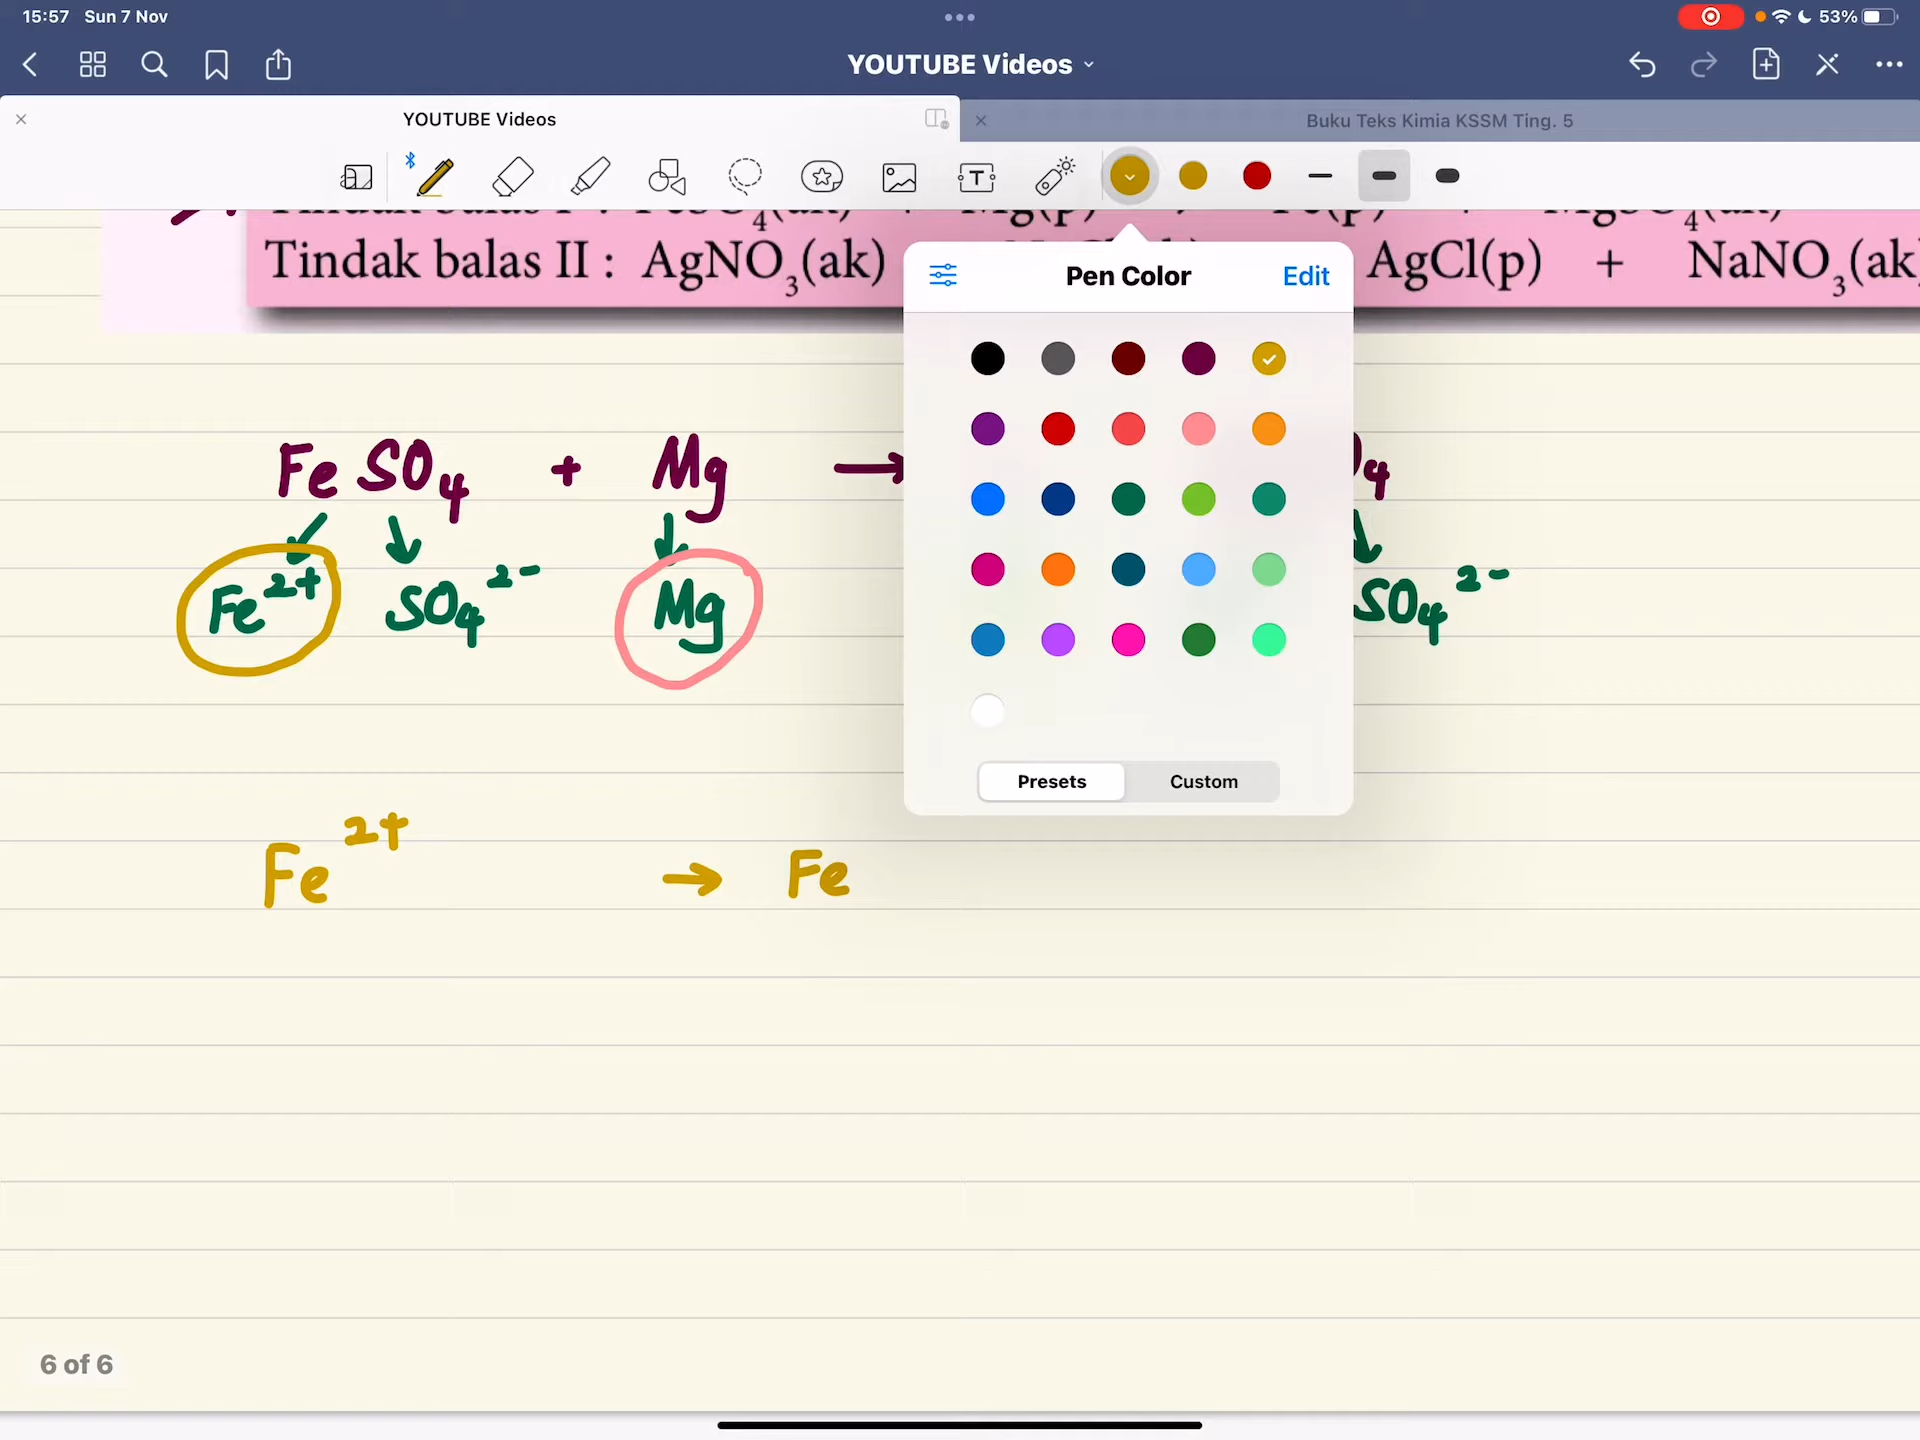 15:57 Sun 7 Nov
53%
YOUTUBE Videos
YOUTUBE Videos
Buku Teks Kimia KSSM Ting. 5
Tindak balas II : AgNO₃(ak) AgCl(p) + NaNO₃(ak
Pen Color
Edit
Fe SO₄ + Mg →
Fe²⁺ SO₄²⁻ Mg SO₄²⁻
Presets
Custom
Fe²⁺ → Fe
6 of 6